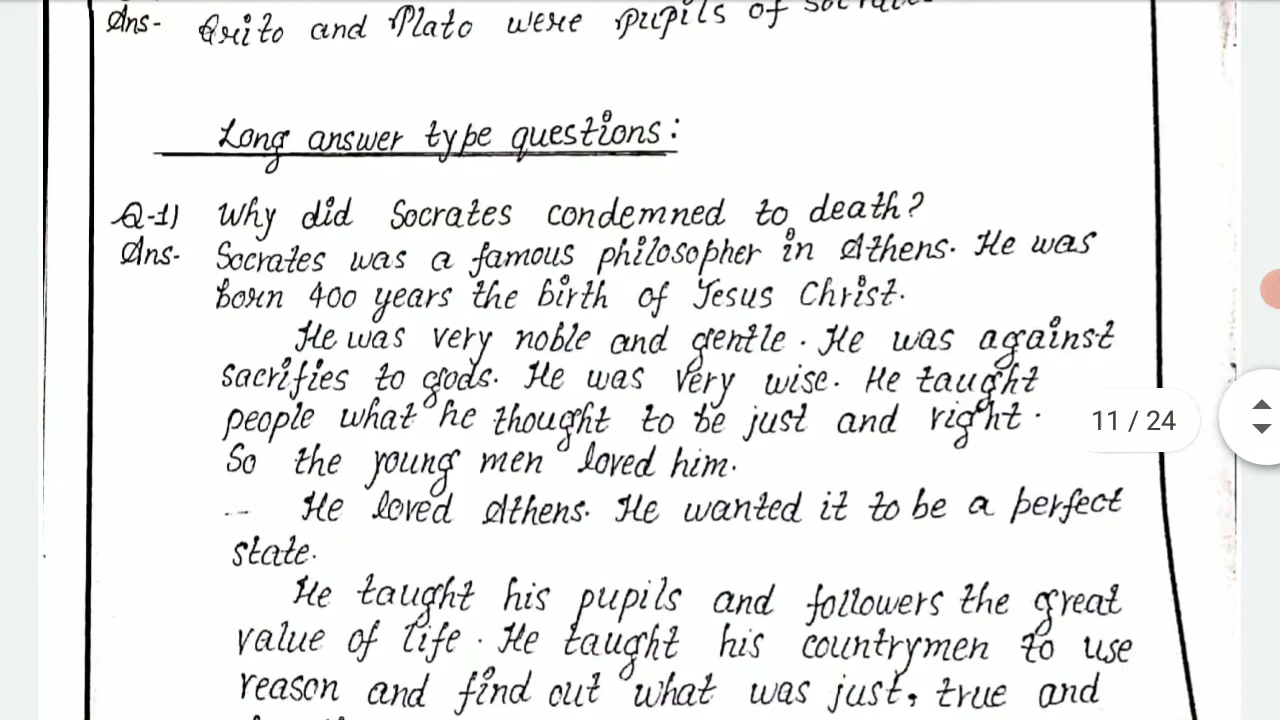 Ans- Crito and Plato were pupils of
Long answer type questions:
Q-1) Why did Socrates condemned to death?
Ans- Socrates was a famous philosopher in Athens. He was
born 400 years the birth of Jesus Christ.
He was very noble and gentle. He was against
sacrifies to gods. He was very wise. He taught
people what he thought to be just and right.
11 / 24
So the young men loved him.
He loved Athens. He wanted it to be a perfect
state.
He taught his pupils and followers the great
value of life. He taught his countrymen to use
reason and find out what was just, true and